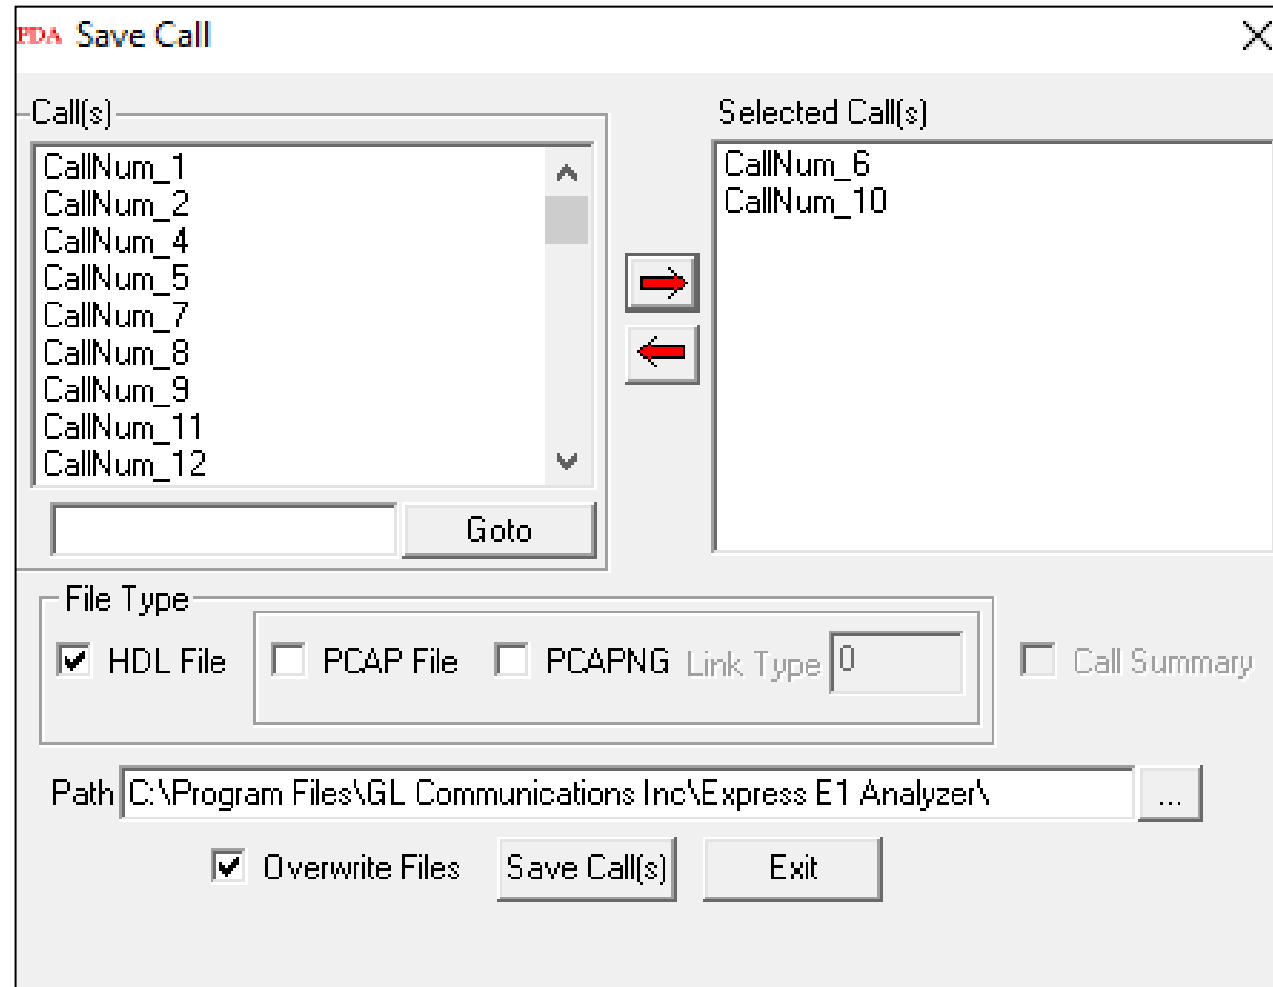 PDA Save Call
Call(s)
CallNum_1
CallNum_2
CallNum_4
CallNum_5
CallNum_7
CallNum_8
CallNum_9
CallNum_11
CallNum_12
Goto
Selected Call(s)
CallNum_6
CallNum_10
File Type
HDL File PCAP File PCAPNG Link Type 0 Call Summary
Path C:\Program Files\GL Communications Inc\Express E1 Analyzer\ ...
Overwrite Files Save Call(s) Exit